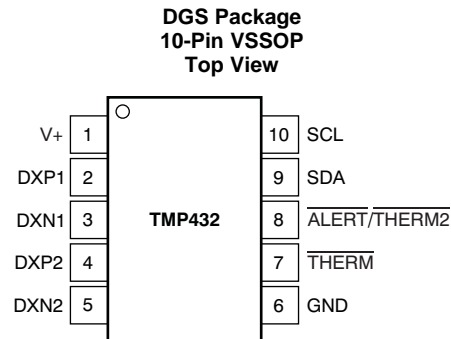 DGS Package
10-Pin VSSOP
Top View
V+ 1 10 SCL
DXP1 2 9 SDA
DXN1 3 TMP432 8 ALERT/THERM2
DXP2 4 7 THERM
DXN2 5 6 GND